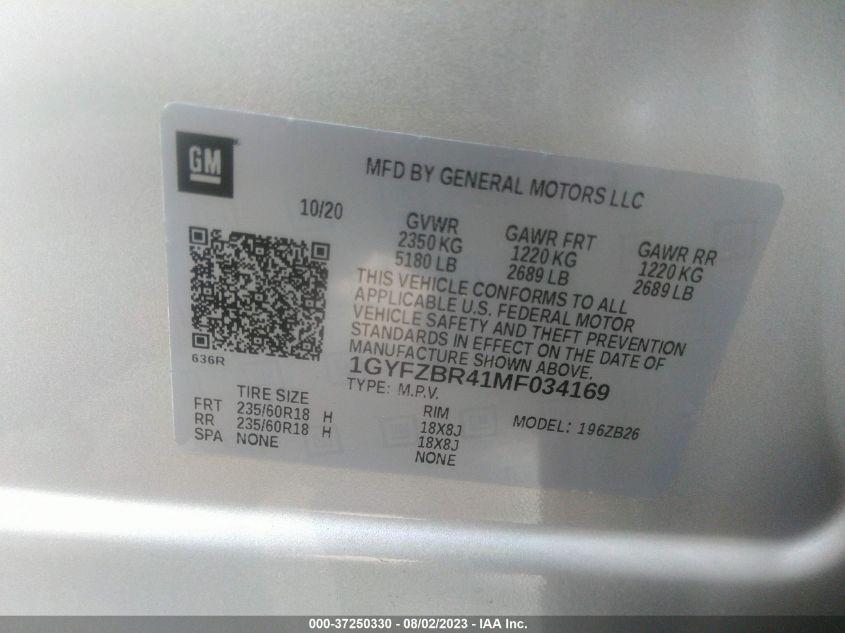 GM
MFD BY GENERAL MOTORS LLC
10/20
GVWR
2350 KG
5180 LB
GAWR FRT
1220 KG
2689 LB
GAWR RR
1220 KG
2689 LB
THIS VEHICLE CONFORMS TO ALL
APPLICABLE U.S. FEDERAL MOTOR
VEHICLE SAFETY AND THEFT PREVENTION
STANDARDS IN EFFECT ON THE DATE OF
MANUFACTURE SHOWN ABOVE.
636R
1GYFZBR41MF034169
TYPE: M.P.V.
TIRE SIZE
RIM
FRT 235/60R18 H 18X8J
RR 235/60R18 H 18X8J
SPA NONE NONE
MODEL: 196ZB26
000-37250330 - 08/02/2023 - IAA Inc.